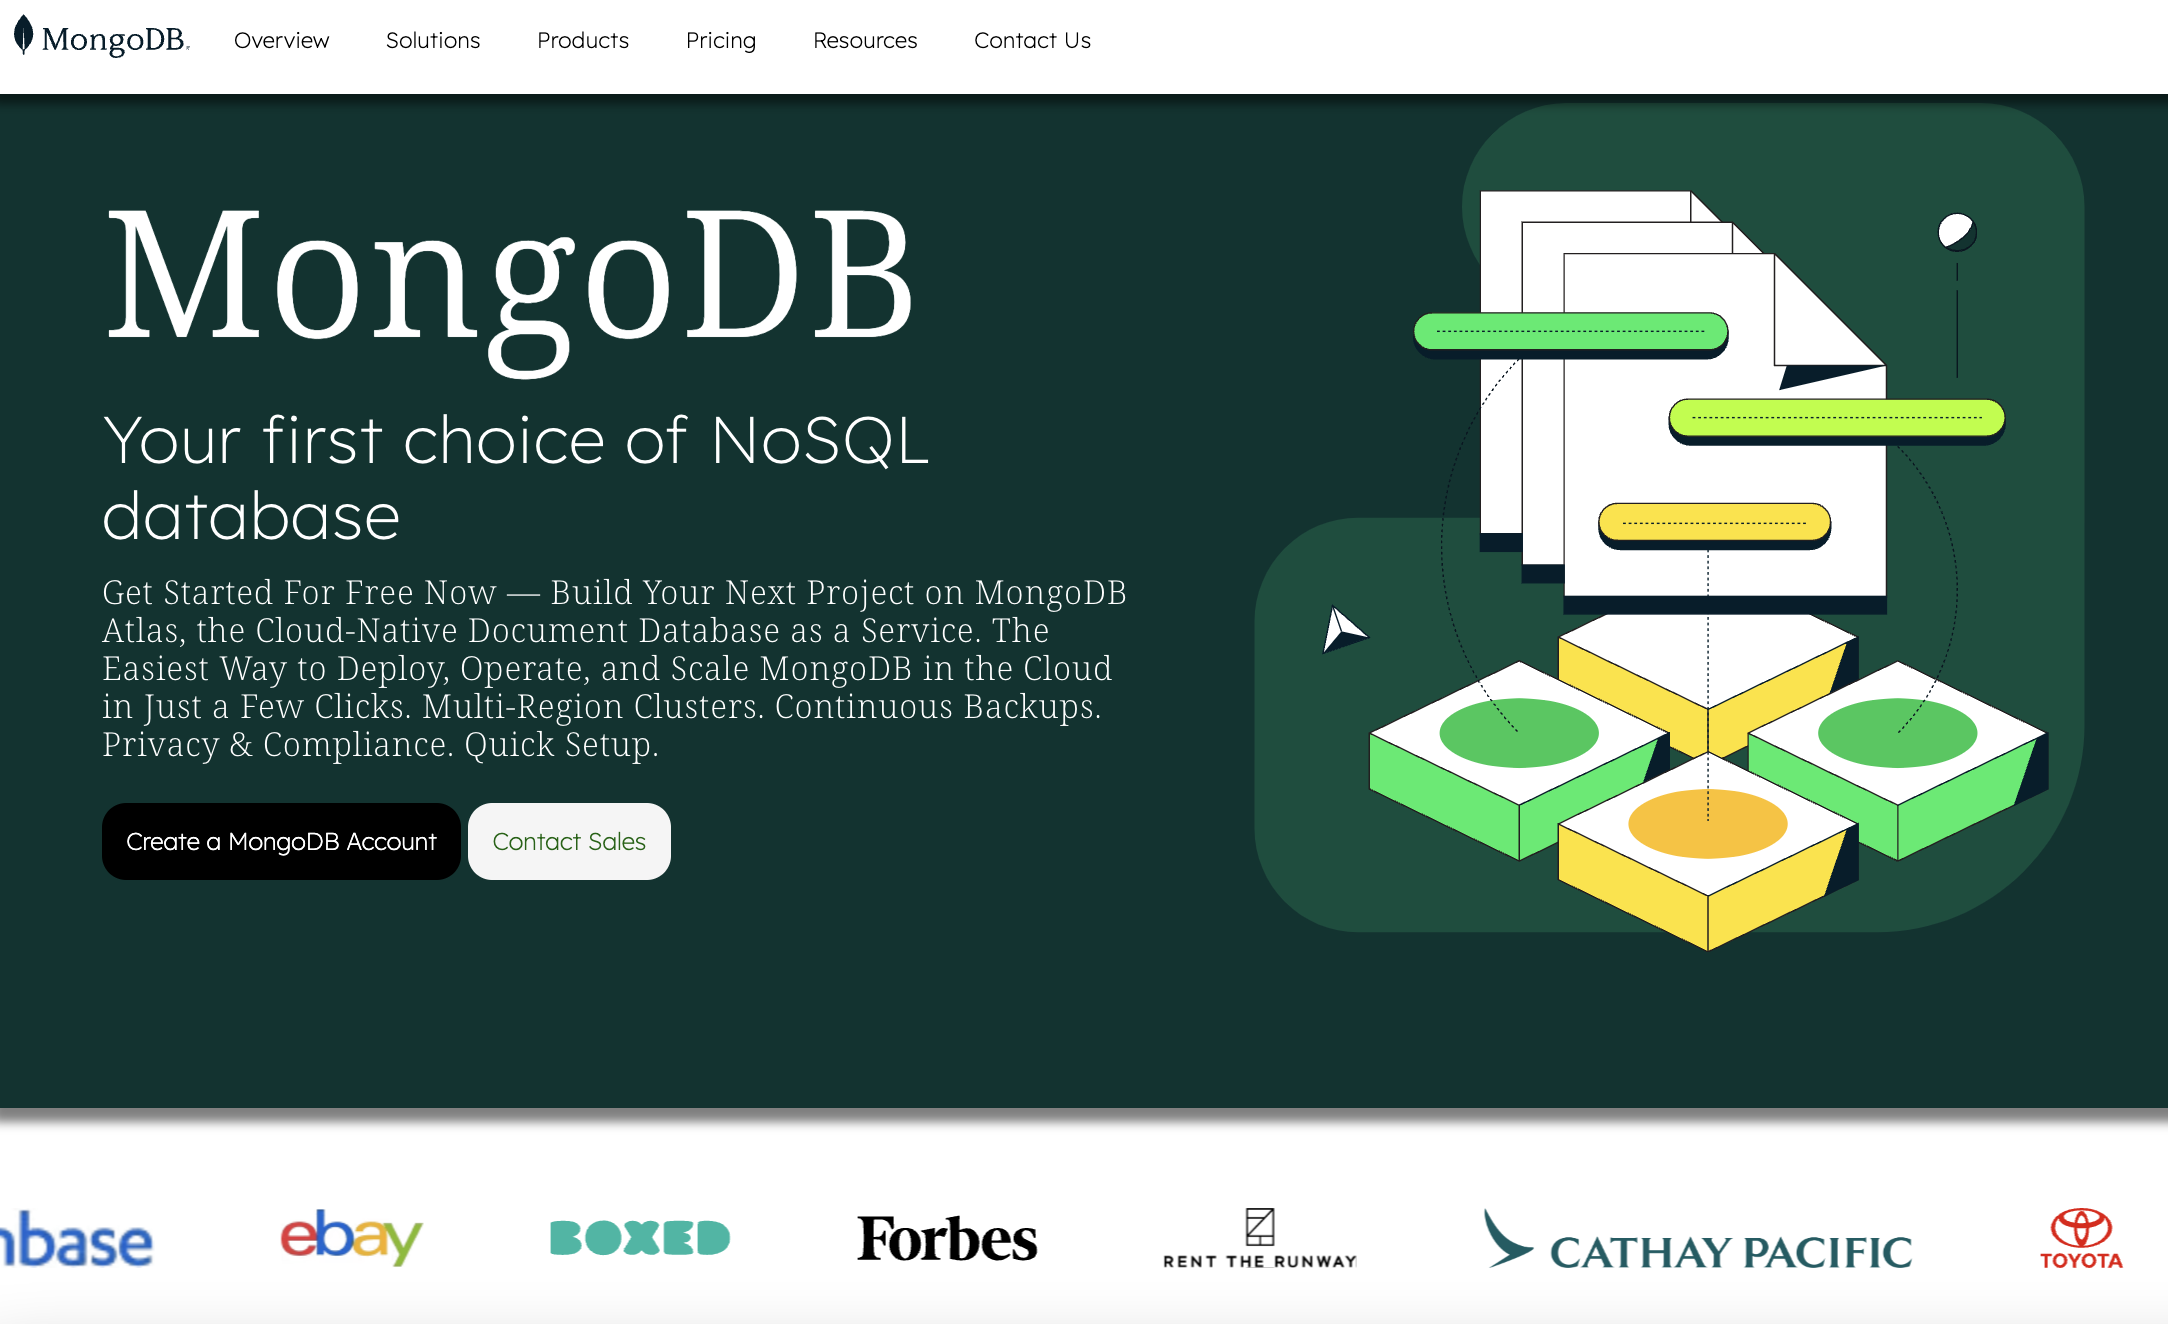 MongoDB
Overview
Solutions
Products
Pricing
Resources
Contact Us
MongoDB
Your first choice of NoSQL
database
Get Started For Free Now — Build Your Next Project on MongoDB
Atlas, the Cloud-Native Document Database as a Service. The
Easiest Way to Deploy, Operate, and Scale MongoDB in the Cloud
in Just a Few Clicks. Multi-Region Clusters. Continuous Backups.
Privacy & Compliance. Quick Setup.
Create a MongoDB Account
Contact Sales
nbase
ebay
BOXED
Forbes
RENT THE RUNWAY
CATHAY PACIFIC
TOYOTA